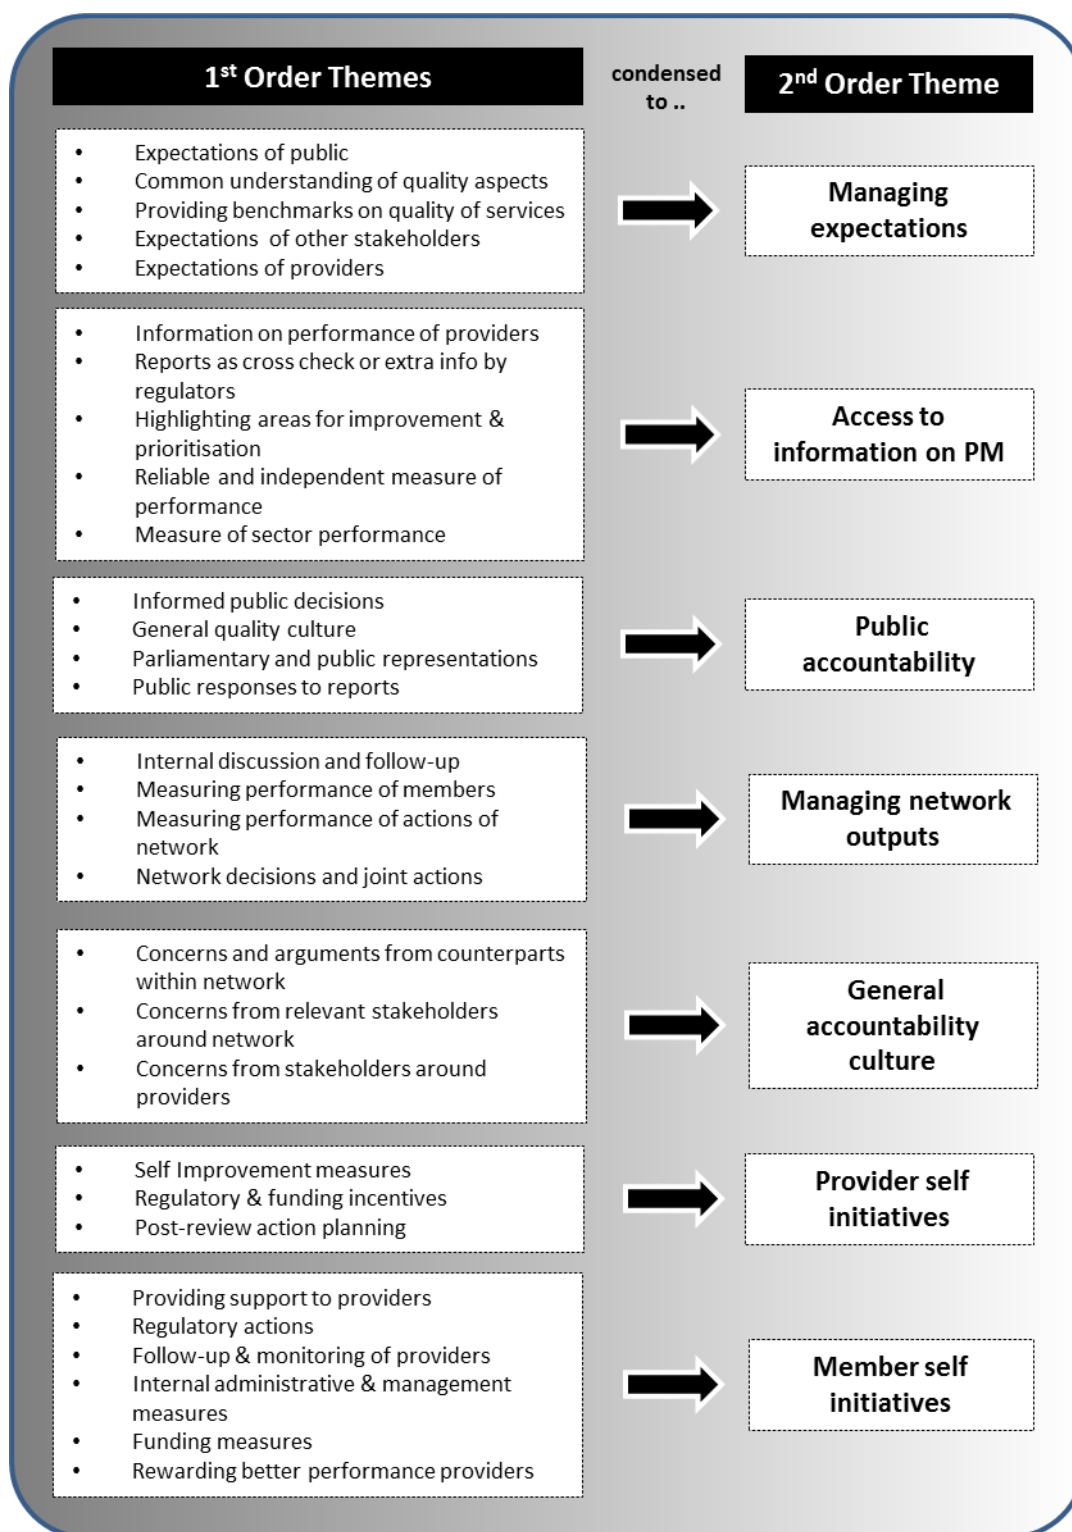 1st Order Themes
condensed
to ..
2nd Order Theme
• Expectations of public
• Common understanding of quality aspects
• Providing benchmarks on quality of services
• Expectations of other stakeholders
• Expectations of providers
Managing
expectations
• Information on performance of providers
• Reports as cross check or extra info by
regulators
• Highlighting areas for improvement &
prioritisation
• Reliable and independent measure of
performance
• Measure of sector performance
Access to
information on PM
• Informed public decisions
• General quality culture
• Parliamentary and public representations
• Public responses to reports
Public
accountability
• Internal discussion and follow-up
• Measuring performance of members
• Measuring performance of actions of
network
• Network decisions and joint actions
Managing network
outputs
• Concerns and arguments from counterparts
within network
• Concerns from relevant stakeholders
around network
• Concerns from stakeholders around
providers
General
accountability
culture
• Self Improvement measures
• Regulatory & funding incentives
• Post-review action planning
Provider self
initiatives
• Providing support to providers
• Regulatory actions
• Follow-up & monitoring of providers
• Internal administrative & management
measures
• Funding measures
• Rewarding better performance providers
Member self
initiatives